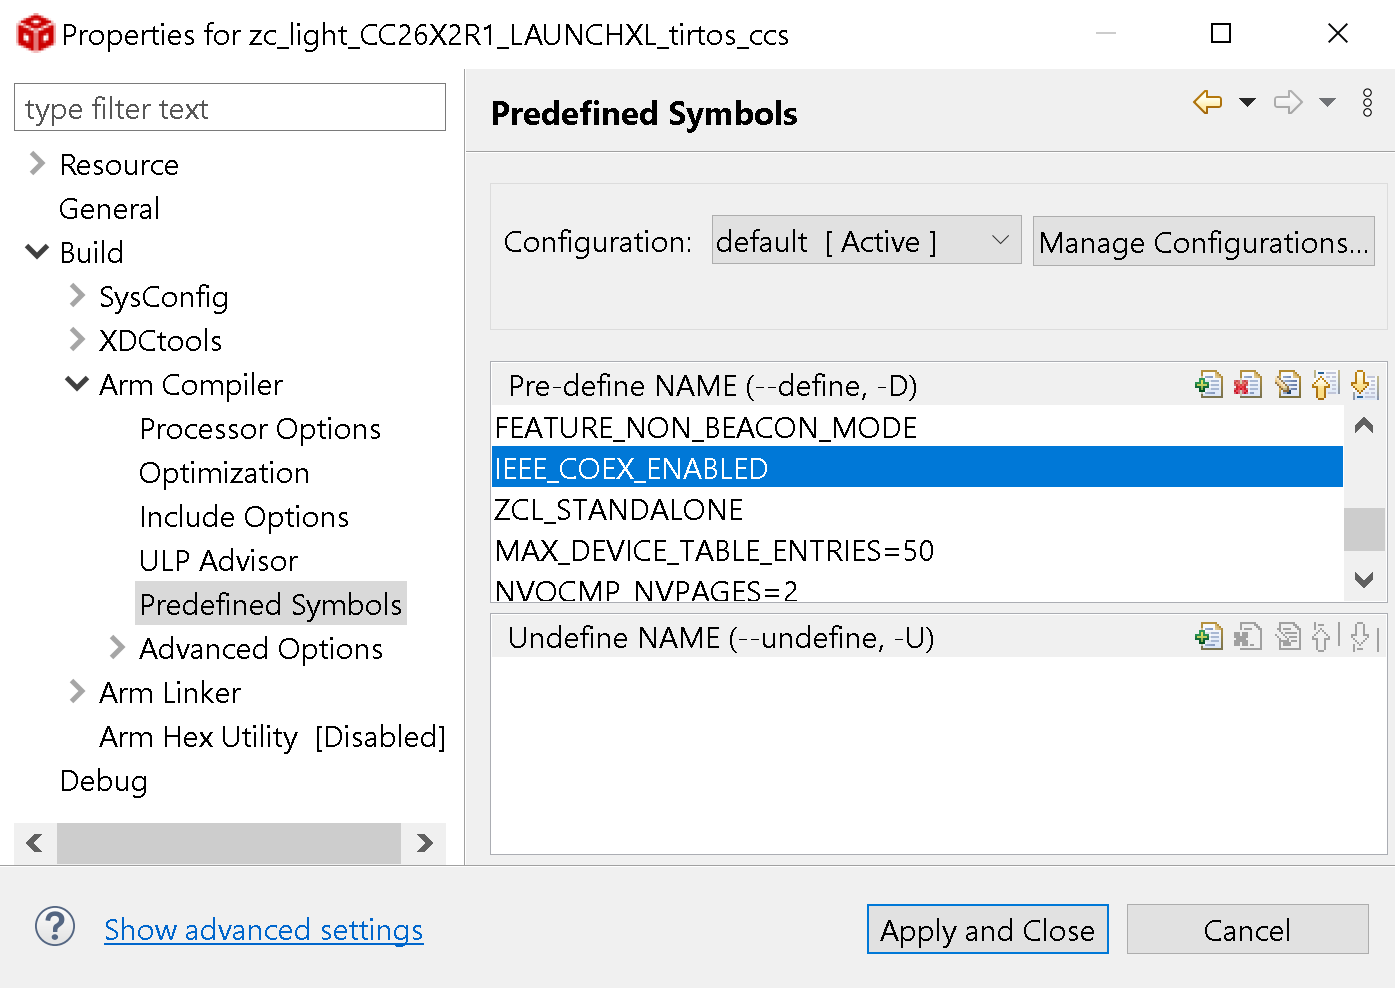 Properties for zc_light_CC26X2R1_LAUNCHXL_tirtos_ccs
type filter text
Resource
General
Build
SysConfig
XDCtools
Arm Compiler
Processor Options
Optimization
Include Options
ULP Advisor
Predefined Symbols
Advanced Options
Arm Linker
Arm Hex Utility  [Disabled]
Debug
Predefined Symbols
Configuration:
default  [ Active ]
Manage Configurations...
Pre-define NAME (--define, -D)
FEATURE_NON_BEACON_MODE
IEEE_COEX_ENABLED
ZCL_STANDALONE
MAX_DEVICE_TABLE_ENTRIES=50
NVOCMP_NVPAGES=2
Undefine NAME (--undefine, -U)
?
Show advanced settings
Apply and Close
Cancel